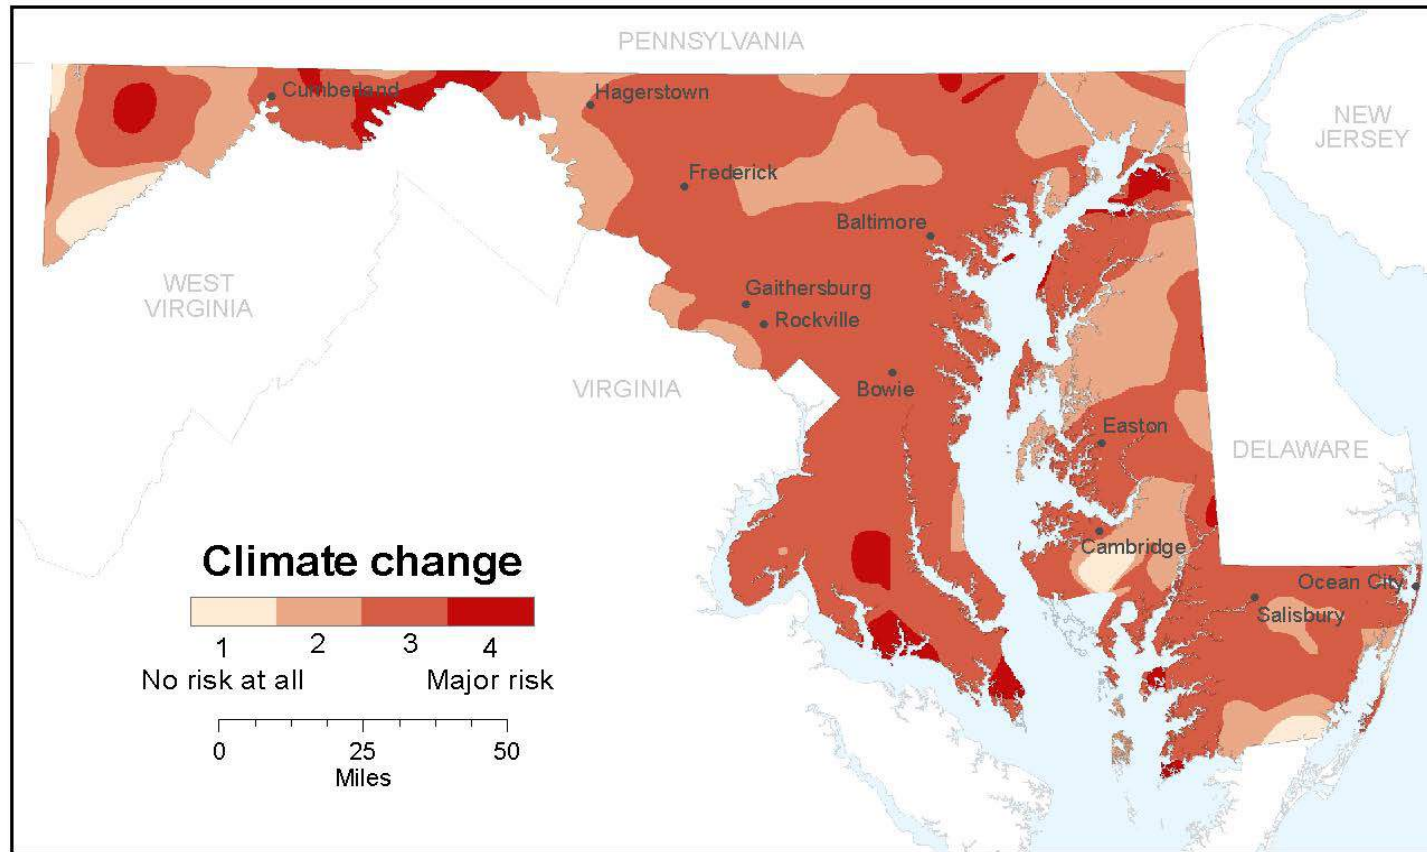 PENNSYLVANIA
Cumberland
Hagerstown
NEW
JERSEY
Frederick
Baltimore
WEST
VIRGINIA
Gaithersburg
Rockville
VIRGINIA
Bowie
Easton
DELAWARE
Cambridge
Ocean City
Salisbury
Climate change
1 2 3 4
No risk at all Major risk
0 25 50
Miles